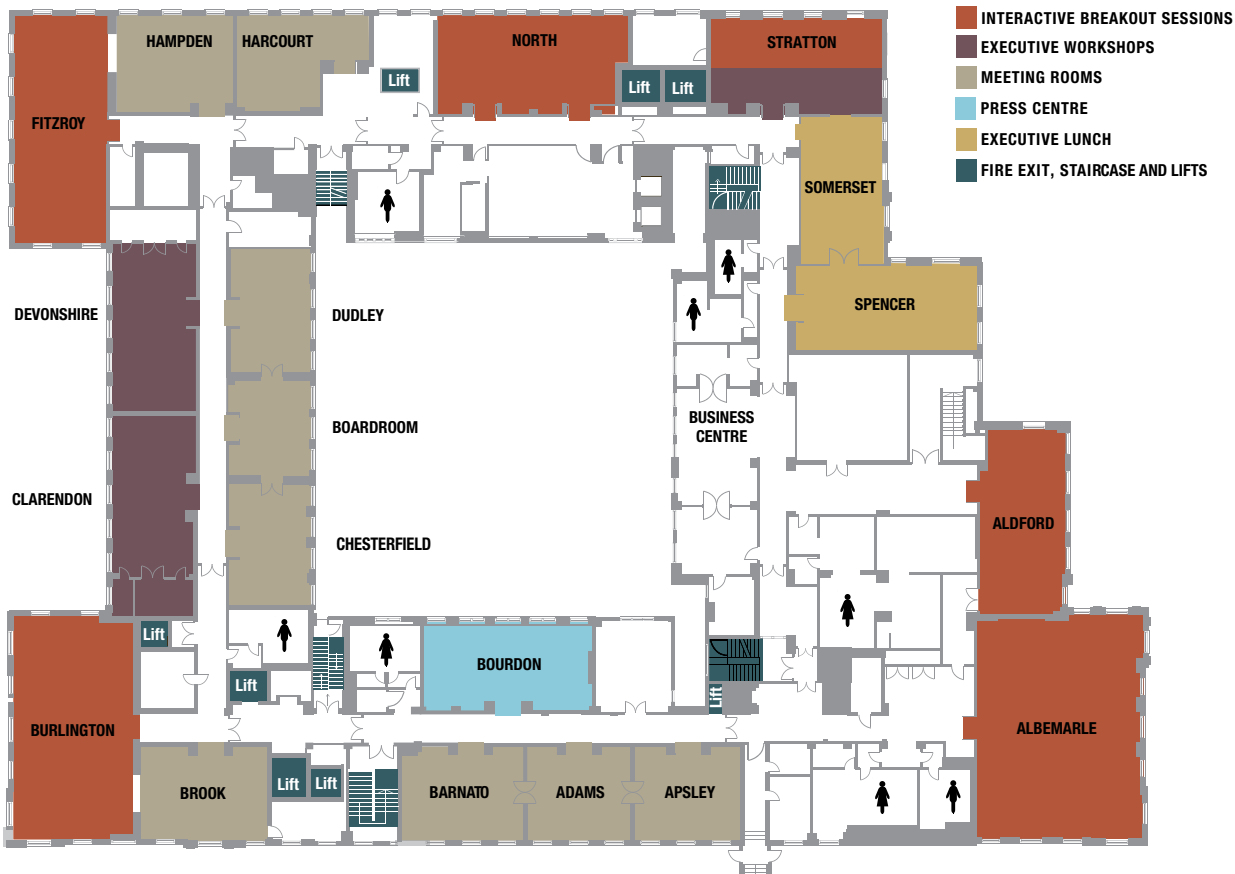 INTERACTIVE BREAKOUT SESSIONS
EXECUTIVE WORKSHOPS
MEETING ROOMS
PRESS CENTRE
EXECUTIVE LUNCH
FIRE EXIT, STAIRCASE AND LIFTS
HAMPDEN
HARCOURT
NORTH
STRATTON
Lift
Lift
Lift
FITZROY
SOMERSET
DEVONSHIRE
DUDLEY
SPENCER
BOARDROOM
BUSINESS
CENTRE
CLARENDON
CHESTERFIELD
ALDFORD
Lift
BOURDON
Lift
Lift
BURLINGTON
ALBEMARLE
Lift
Lift
BROOK
BARNATO
ADAMS
APSLEY